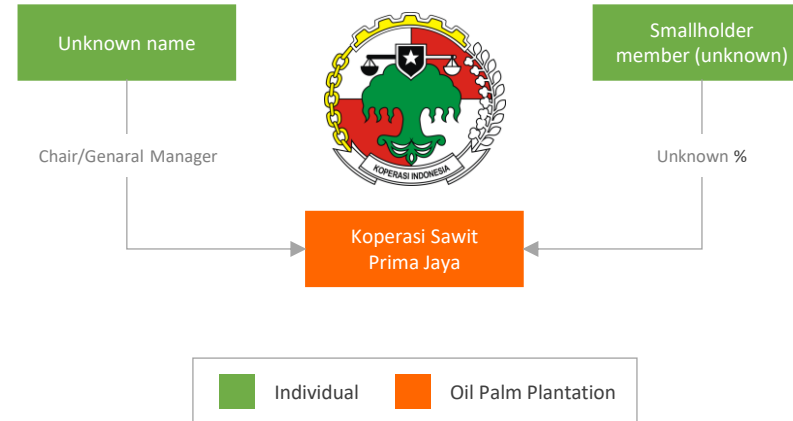 Unknown name
Smallholder
member (unknown)
KOPERASI INDONESIA
Chair/Genaral Manager
Unknown %
Koperasi Sawit
Prima Jaya
Individual
Oil Palm Plantation